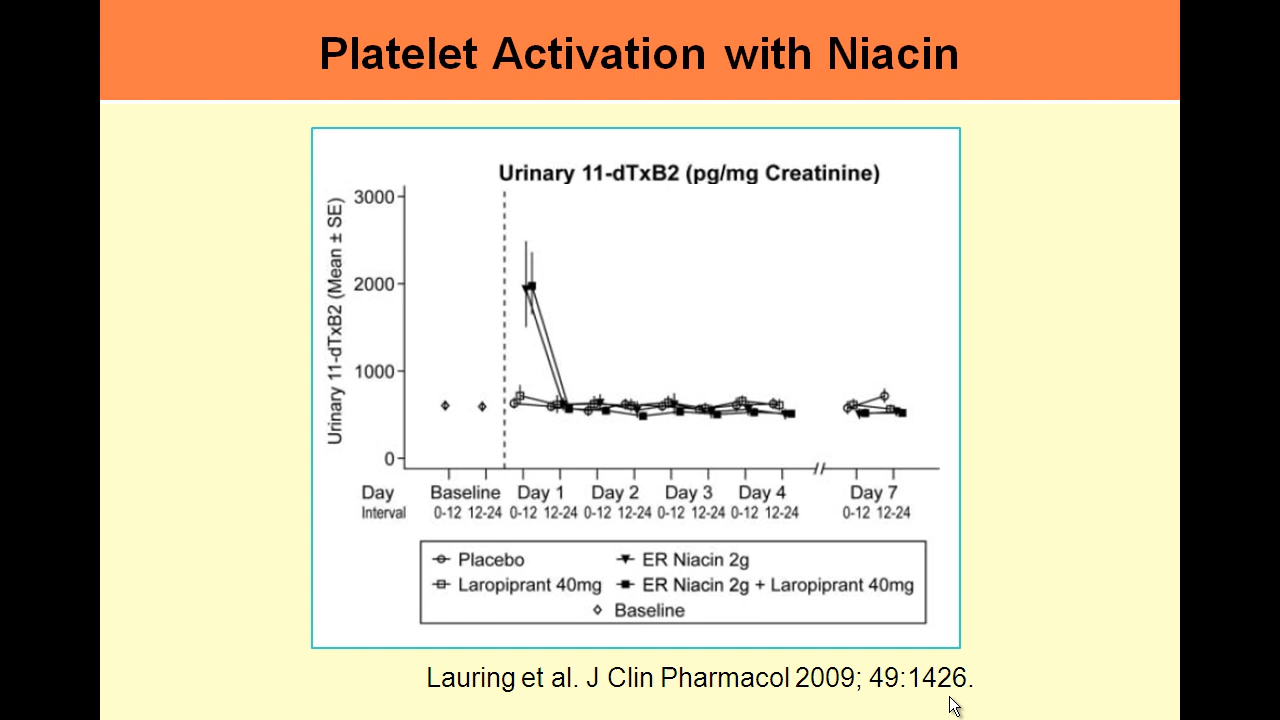 Platelet Activation with Niacin
Urinary 11-dTxB2 (pg/mg Creatinine)
Urinary 11-dTxB2 (Mean ± SE)
3000
2000
1000
0
Day Baseline Day 1 Day 2 Day 3 Day 4 Day 7
Interval 0-12 12-24 0-12 12-24 0-12 12-24 0-12 12-24 0-12 12-24 0-12 12-24
Placebo ER Niacin 2g
Laropiprant 40mg ER Niacin 2g + Laropiprant 40mg
Baseline
Lauring et al. J Clin Pharmacol 2009; 49:1426.